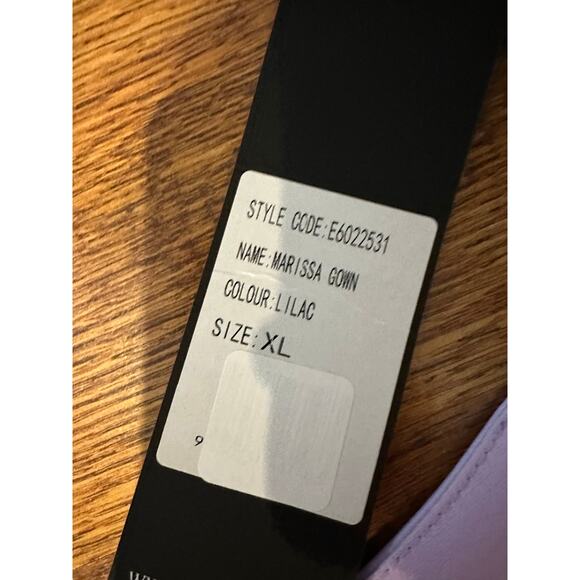 STYLE CODE:E6022531
NAME:MARISSA GOWN
COLOUR:LILAC
SIZE:XL
9